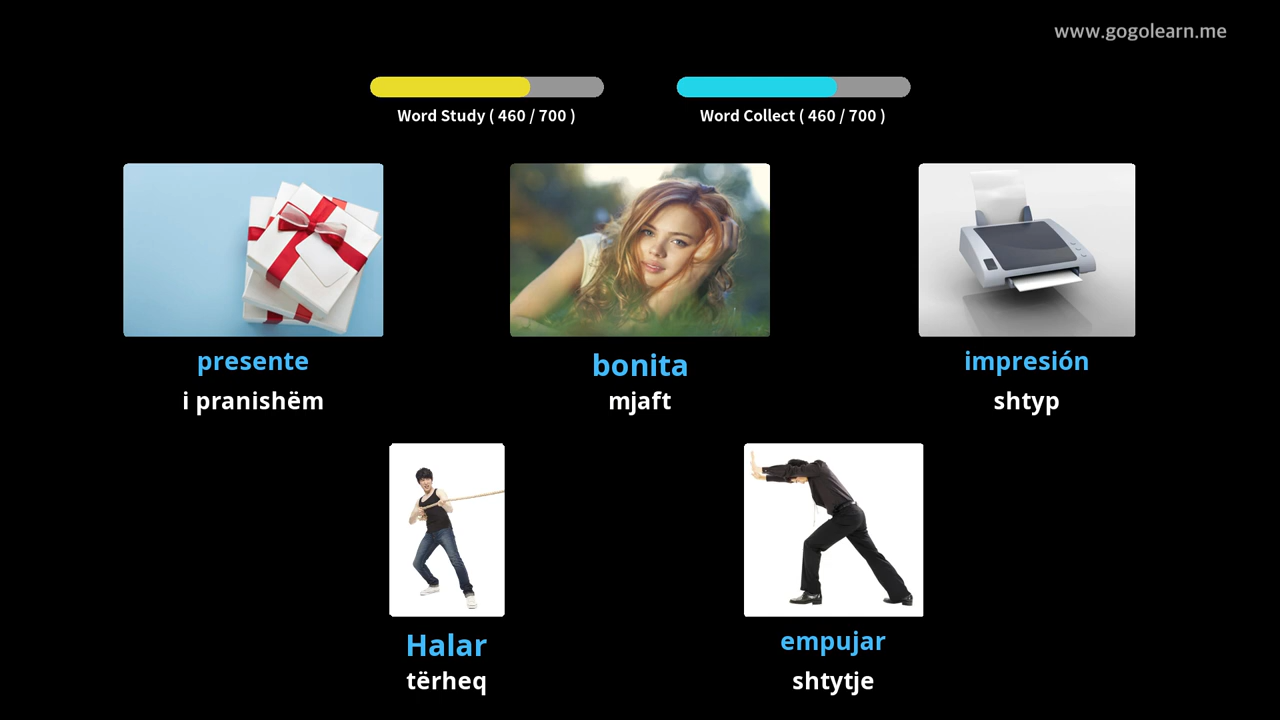 www.gogolearn.me
Word Study ( 460 / 700 )
Word Collect ( 460 / 700 )
presente
i pranishëm
bonita
mjaft
impresión
shtyp
Halar
tërheq
empujar
shtytje